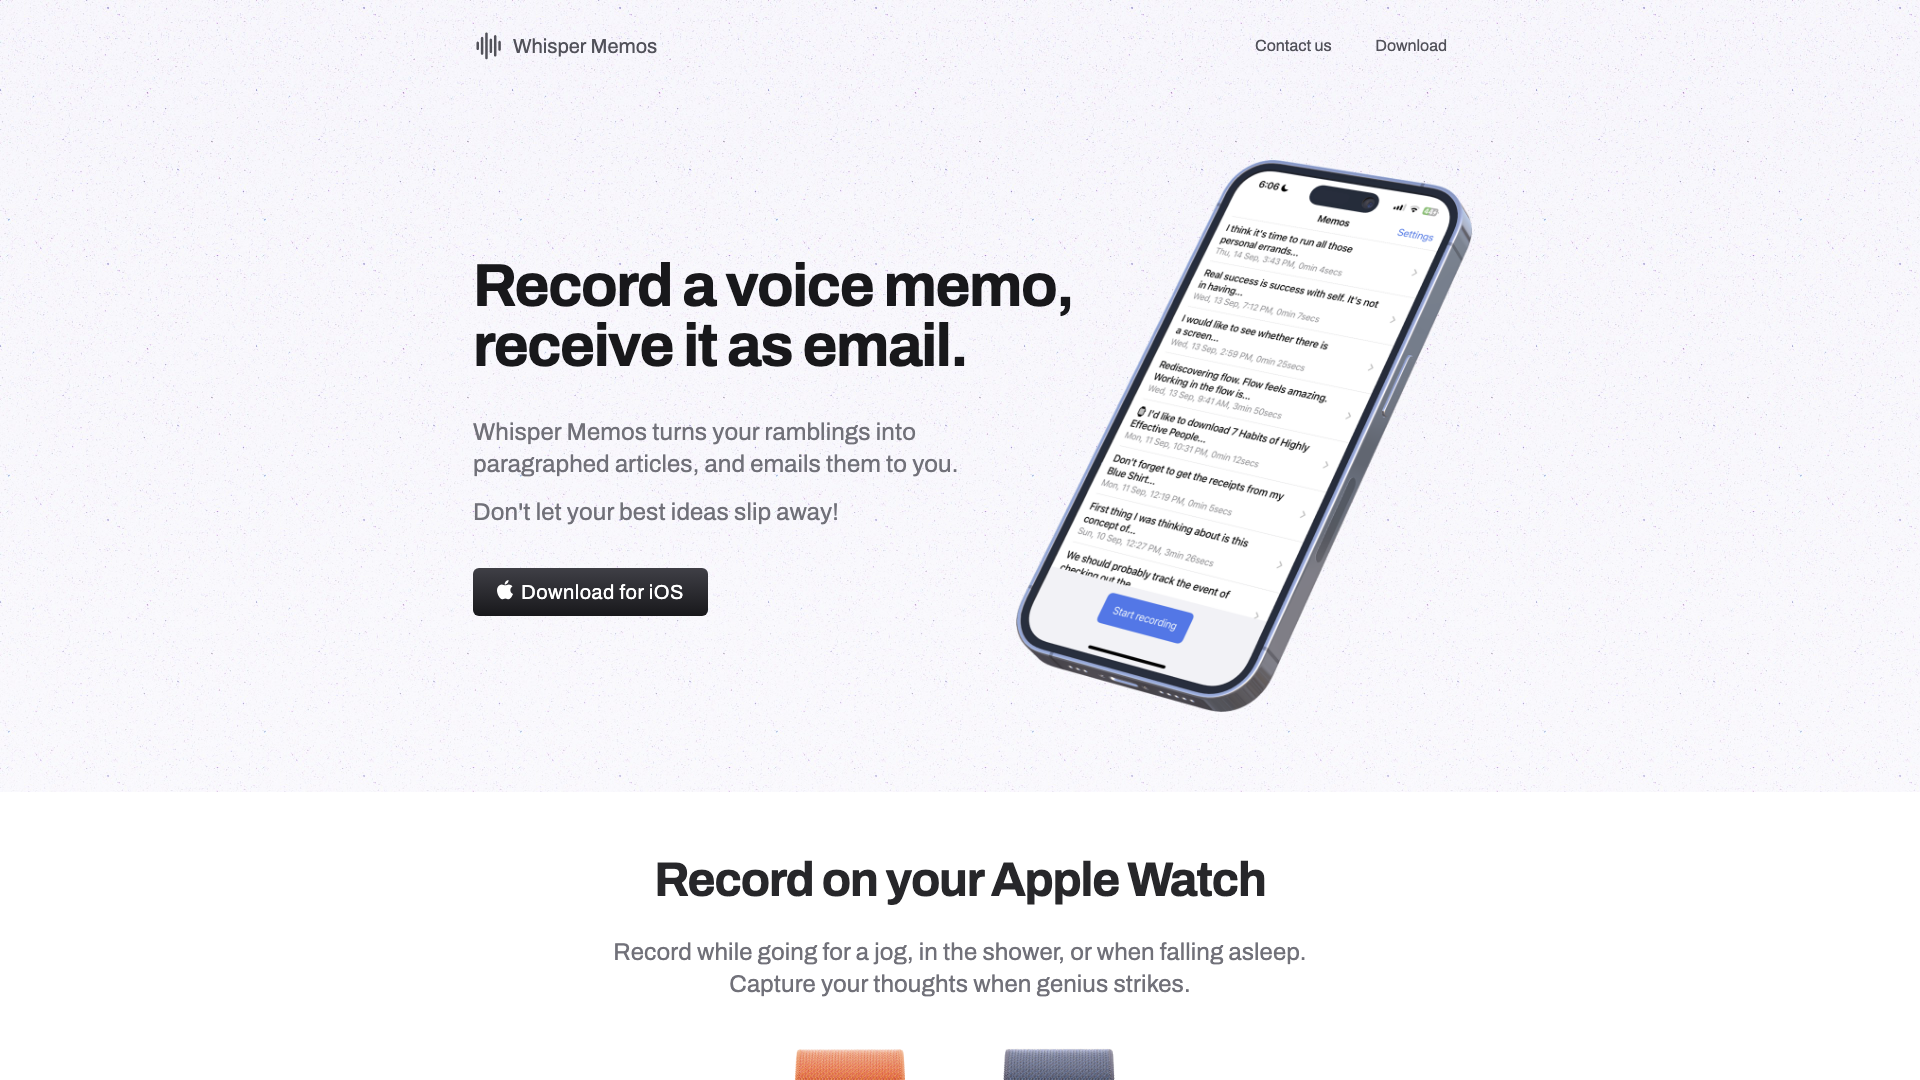 Whisper Memos
Contact us
Download
Record a voice memo,
receive it as email.
Whisper Memos turns your ramblings into
paragraphed articles, and emails them to you.
Don't let your best ideas slip away!
Download for iOS
6:06
Memos
Settings
I think it's time to run all those
personal errands...
Thu, 14 Sep, 3:43 PM, 0min 4secs
Real success is success with self. It's not
in having...
Wed, 13 Sep, 7:12 PM, 0min 7secs
I would like to see whether there is
a screen...
Wed, 13 Sep, 2:59 PM, 0min 25secs
Rediscovering flow. Flow feels amazing.
Working in the flow is...
Wed, 13 Sep, 9:41 AM, 3min 50secs
I'd like to download 7 Habits of Highly
Effective People...
Mon, 11 Sep, 10:31 PM, 0min 12secs
Don't forget to get the receipts from my
Blue Shirt...
Mon, 11 Sep, 12:19 PM, 0min 5secs
First thing I was thinking about is this
concept of...
Sun, 10 Sep, 12:27 PM, 3min 26secs
We should probably track the event of
checking out the
Start recording
Record on your Apple Watch
Record while going for a jog, in the shower, or when falling asleep.
Capture your thoughts when genius strikes.